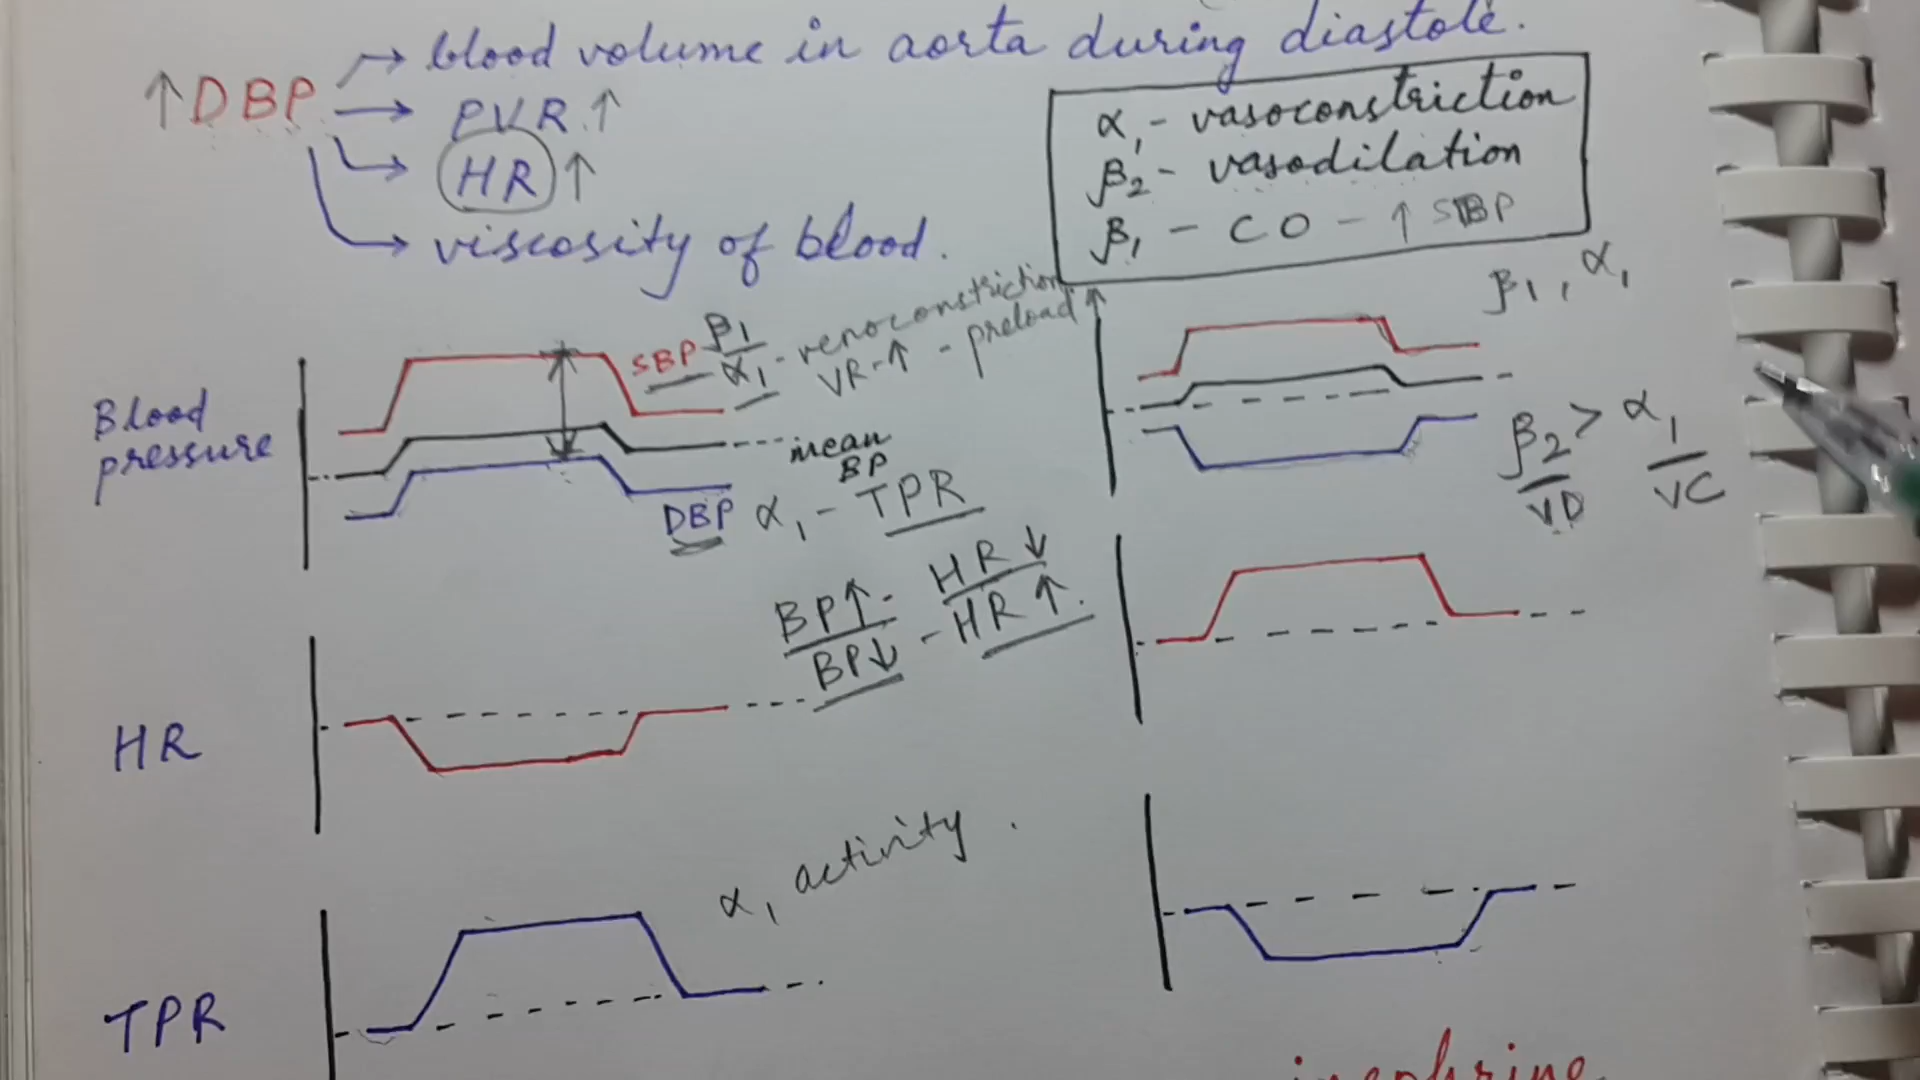 → blood volume in aorta during diastole.
↑ DBP → PVR ↑
→ HR ↑
→ viscosity of blood.
α₁ - vasoconstriction
β₂ - vasodilation
β₁ - CO - ↑ SBP
β₁, α₁
Blood pressure
SBP β₁
α₁ - venoconstriction
VR - ↑ - preload ↑
mean BP
DBP α₁ - TPR
β₂ > α₁
VD VC
BP↑ - HR↓
BP↓ - HR↑.
HR
α₁ activity.
TPR